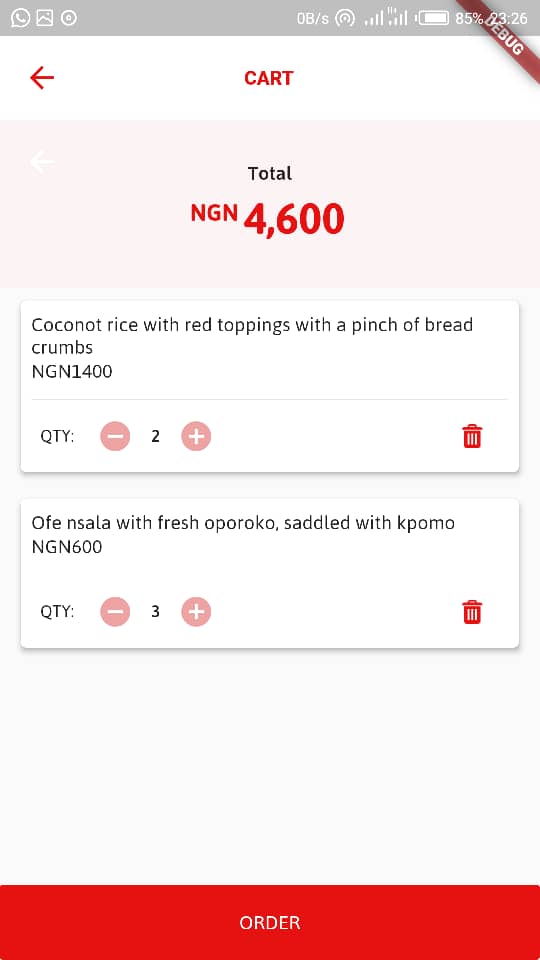 0B/s 85% 23:26
DEBUG
CART
Total
NGN 4,600
Coconot rice with red toppings with a pinch of bread
crumbs
NGN1400
QTY: 2
Ofe nsala with fresh oporoko, saddled with kpomo
NGN600
QTY: 3
ORDER